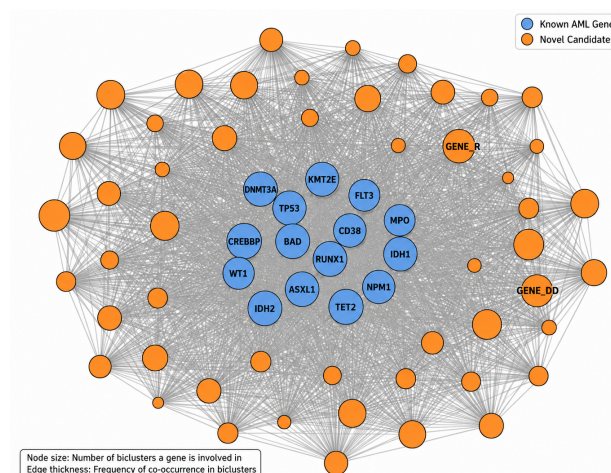 Known AML Gene
Novel Candidate
GENE_R
KMT2E
DNMT3A
FLT3
TP53
MPO
CD38
CREBBP
BAD
IDH1
RUNX1
WT1
NPM1
ASXL1
GENE_DD
IDH2
TET2
Node size: Number of biclusters a gene is involved in
Edge thickness: Frequency of co-occurrence in biclusters